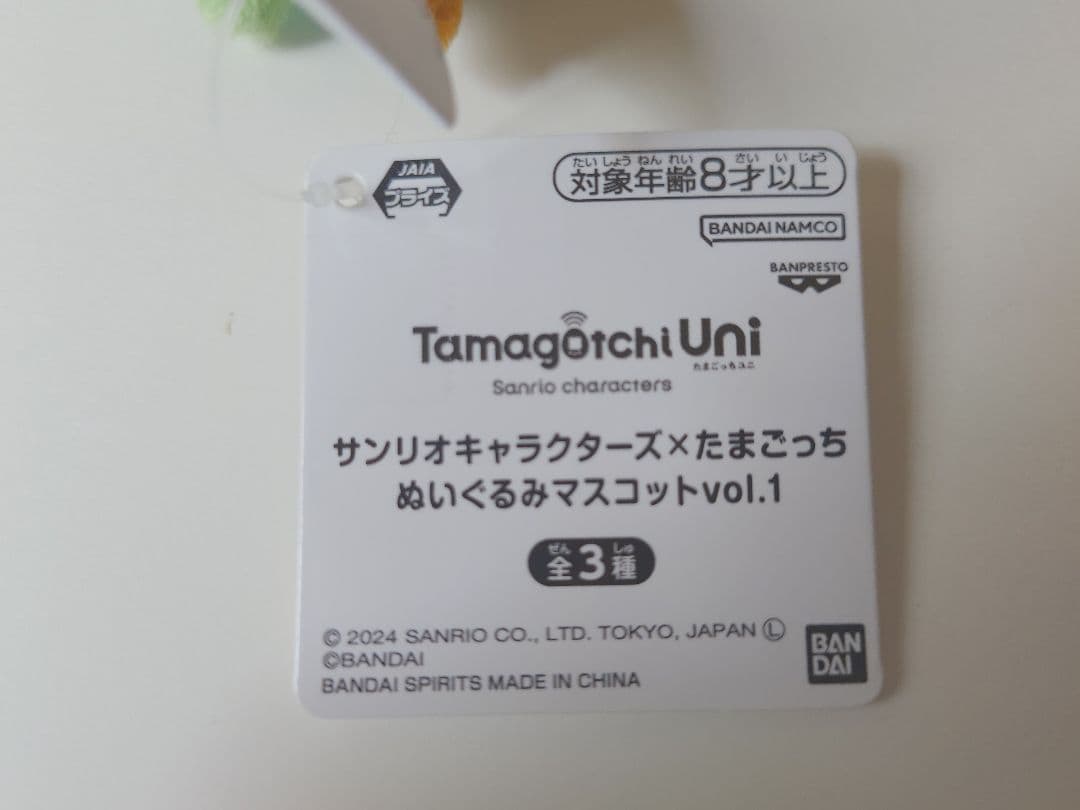 JAIA
プライズ
たいしょうねんれい さいいじょう
対象年齢8才以上
BANDAI NAMCO
BANPRESTO
Tamagotchi Uni
たまごっちユニ
Sanrio characters
サンリオキャラクターズ×たまごっち
ぬいぐるみマスコットvol.1
ぜん しゅ
全3種
© 2024 SANRIO CO., LTD. TOKYO, JAPAN Ⓛ
©BANDAI
BANDAI SPIRITS MADE IN CHINA
BAN
DAI